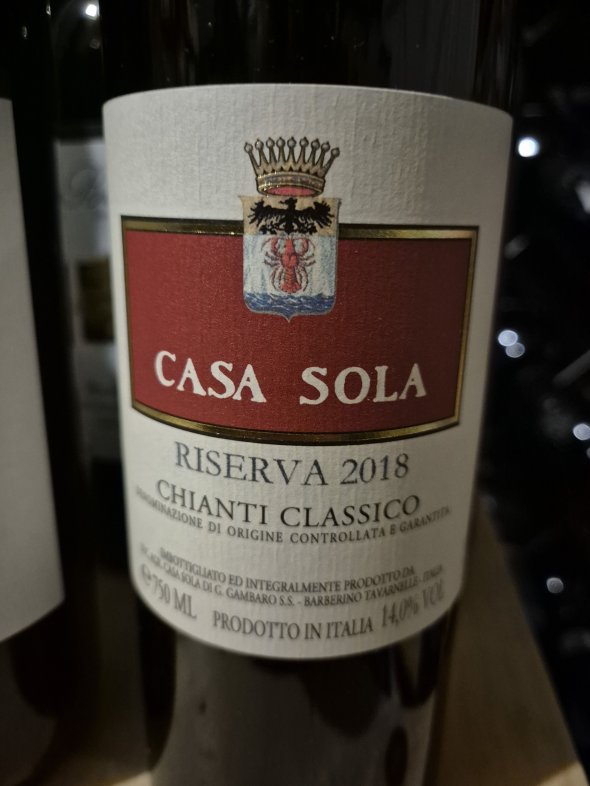 CASA SOLA
RISERVA 2018
CHIANTI CLASSICO
DENOMINAZIONE DI ORIGINE CONTROLLATA E GARANTITA
IMBOTTIGLIATO ED INTEGRALMENTE PRODOTTO DA
AGR. CASA SOLA DI G. GAMBARO S.S. - BARBERINO TAVARNELLE - ITALIA
e 750 ML PRODOTTO IN ITALIA 14,0% VOL